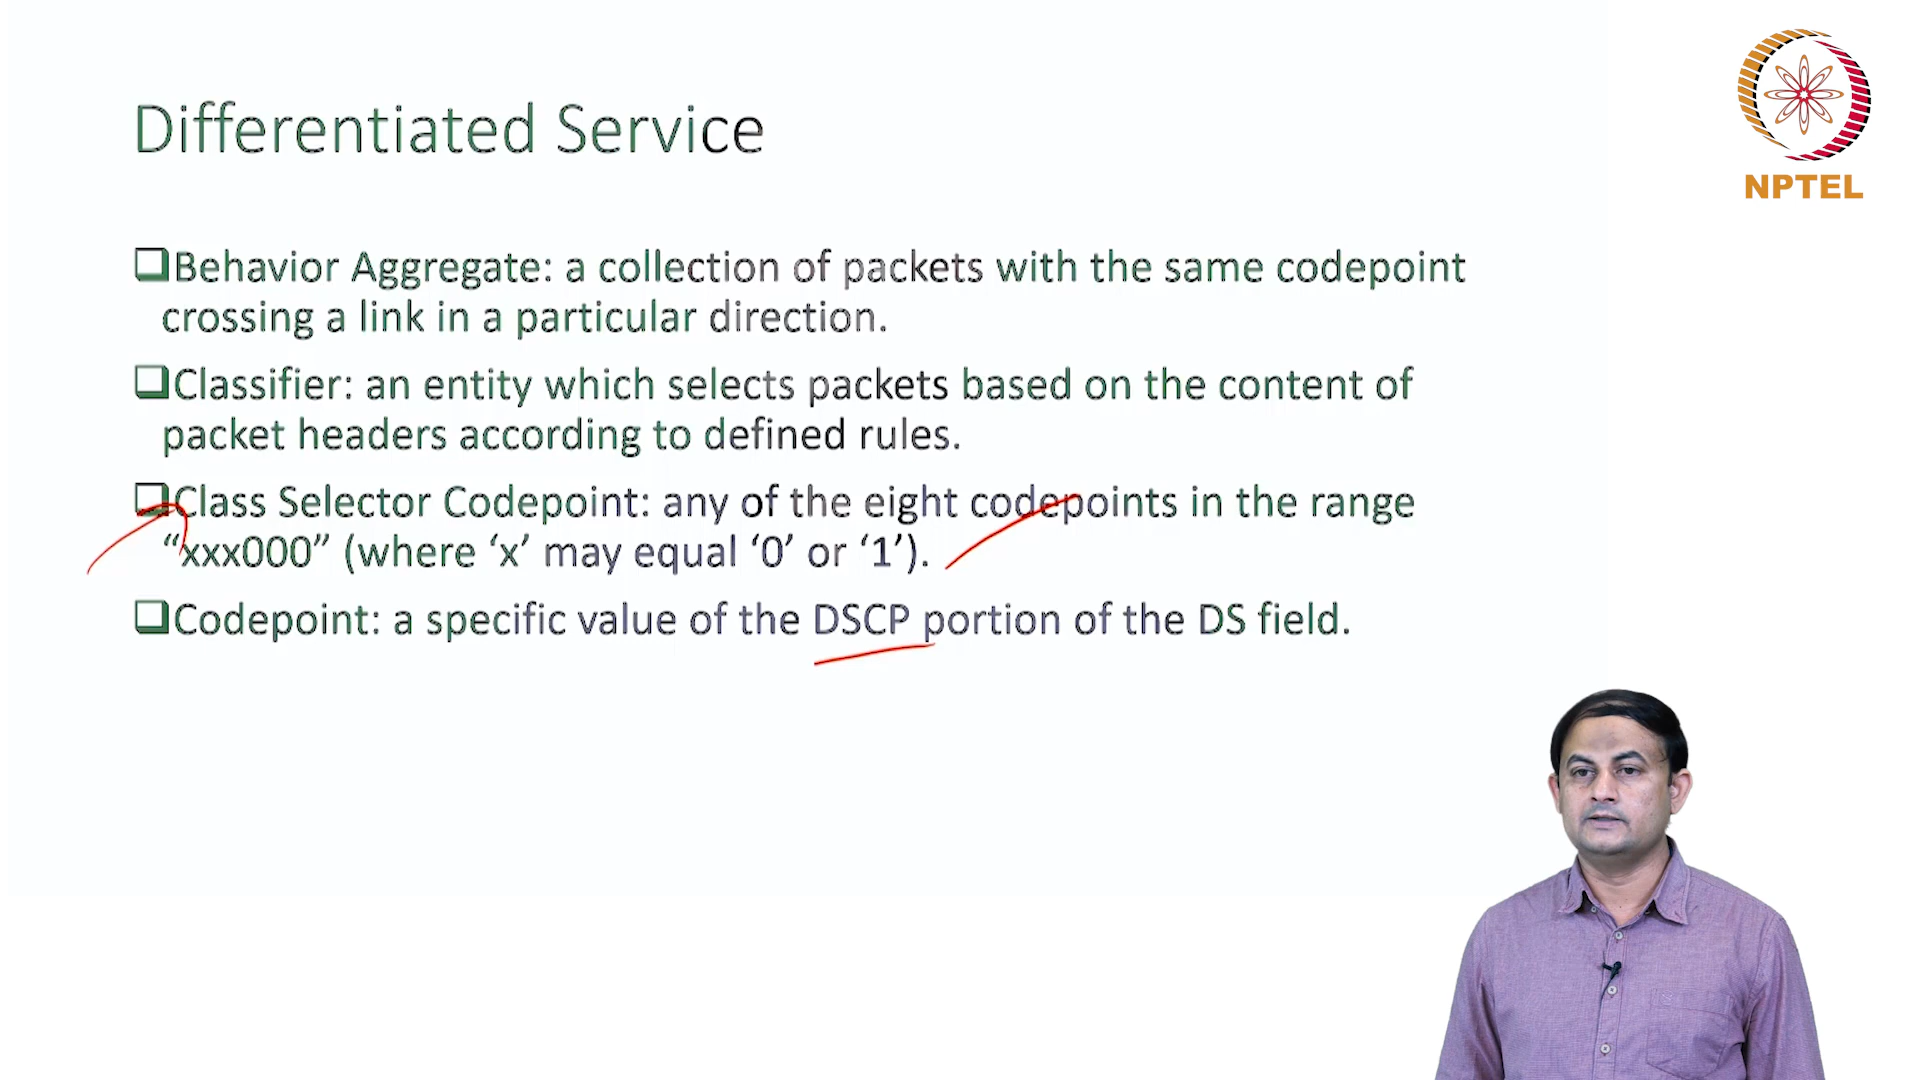 Differentiated Service
NPTEL
Behavior Aggregate: a collection of packets with the same codepoint
crossing a link in a particular direction.
Classifier: an entity which selects packets based on the content of
packet headers according to defined rules.
Class Selector Codepoint: any of the eight codepoints in the range
“xxx000” (where ‘x’ may equal ‘0’ or ‘1’).
Codepoint: a specific value of the DSCP portion of the DS field.